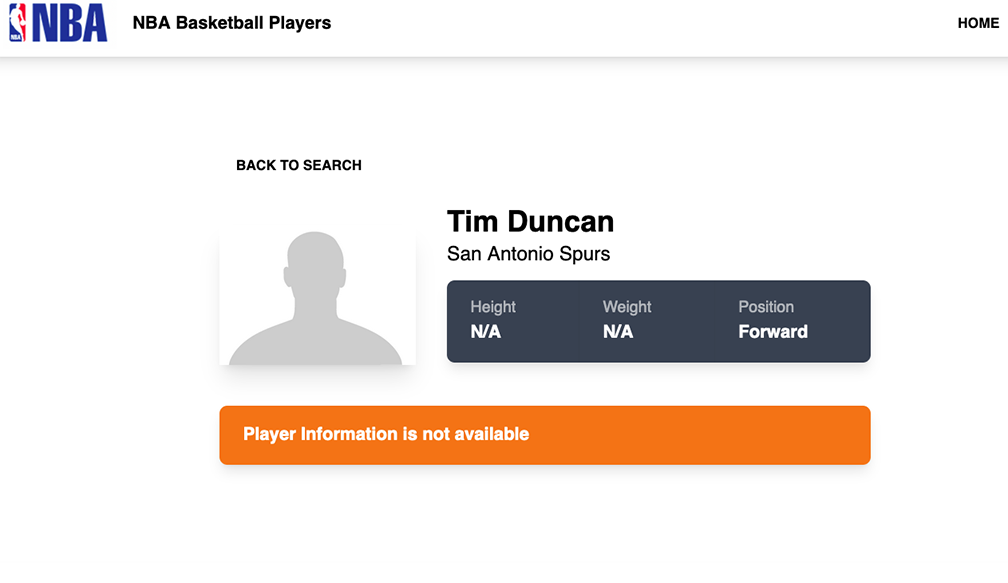 NBA NBA Basketball Players HOME
BACK TO SEARCH
Tim Duncan
San Antonio Spurs
Height Weight Position
N/A N/A Forward
Player Information is not available